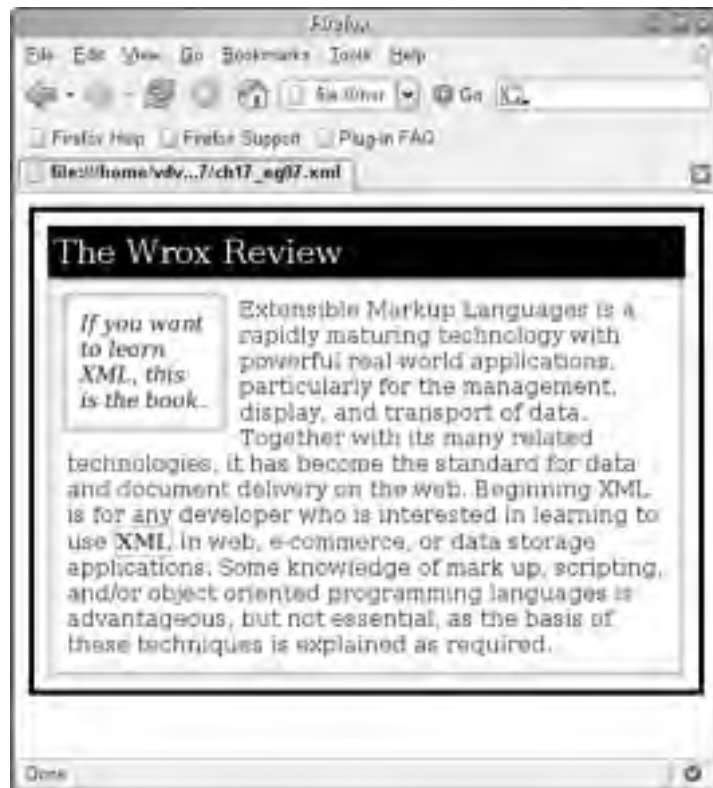 Firefox
File Edit View Go Bookmarks Tools Help
Go
Firefox Help Firefox Support Plug-in FAQ
file:///home/vdv...7/ch17_eg07.xml
The Wrox Review
If you want
to learn
XML, this
is the book.
Extensible Markup Languages is a
rapidly maturing technology with
powerful real-world applications,
particularly for the management,
display, and transport of data.
Together with its many related
technologies, it has become the standard for data
and document delivery on the web. Beginning XML
is for any developer who is interested in learning to
use XML in web, e-commerce, or data storage
applications. Some knowledge of mark up, scripting,
and/or object oriented programming languages is
advantageous, but not essential, as the basis of
these techniques is explained as required.
Done